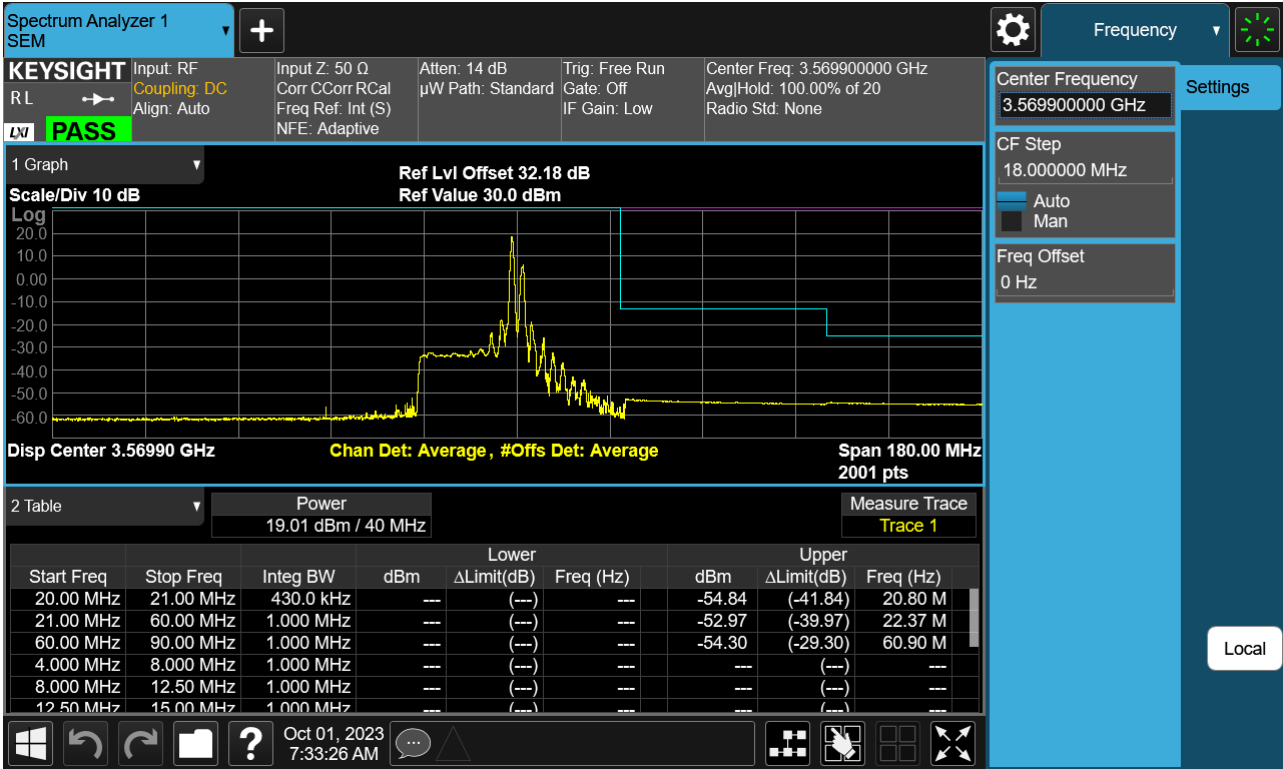 Spectrum Analyzer 1
SEM
+
Frequency
KEYSIGHT
R L
LXI
PASS
Input: RF
Coupling: DC
Align: Auto
Input Z: 50 Ω
Corr CCorr RCal
Freq Ref: Int (S)
NFE: Adaptive
Atten: 14 dB
µW Path: Standard
Trig: Free Run
Gate: Off
IF Gain: Low
Center Freq: 3.569900000 GHz
Avg|Hold: 100.00% of 20
Radio Std: None
Center Frequency
3.569900000 GHz
Settings
CF Step
18.000000 MHz
Auto
Man
Freq Offset
0 Hz
Local
1 Graph
Scale/Div 10 dB
Ref Lvl Offset 32.18 dB
Ref Value 30.0 dBm
Log
20.0
10.0
0.00
-10.0
-20.0
-30.0
-40.0
-50.0
-60.0
Disp Center 3.56990 GHz
Chan Det: Average , #Offs Det: Average
Span 180.00 MHz
2001 pts
2 Table
Power
19.01 dBm / 40 MHz
Measure Trace
Trace 1
Lower Upper
Start Freq Stop Freq Integ BW dBm ΔLimit(dB) Freq (Hz) dBm ΔLimit(dB) Freq (Hz)
20.00 MHz 21.00 MHz 430.0 kHz --- (---) --- -54.84 (-41.84) 20.80 M
21.00 MHz 60.00 MHz 1.000 MHz --- (---) --- -52.97 (-39.97) 22.37 M
60.00 MHz 90.00 MHz 1.000 MHz --- (---) --- -54.30 (-29.30) 60.90 M
4.000 MHz 8.000 MHz 1.000 MHz --- (---) --- --- (---) ---
8.000 MHz 12.50 MHz 1.000 MHz --- (---) --- --- (---) ---
12.50 MHz 15.00 MHz 1.000 MHz --- (---) --- --- (---) ---
?
Oct 01, 2023
7:33:26 AM